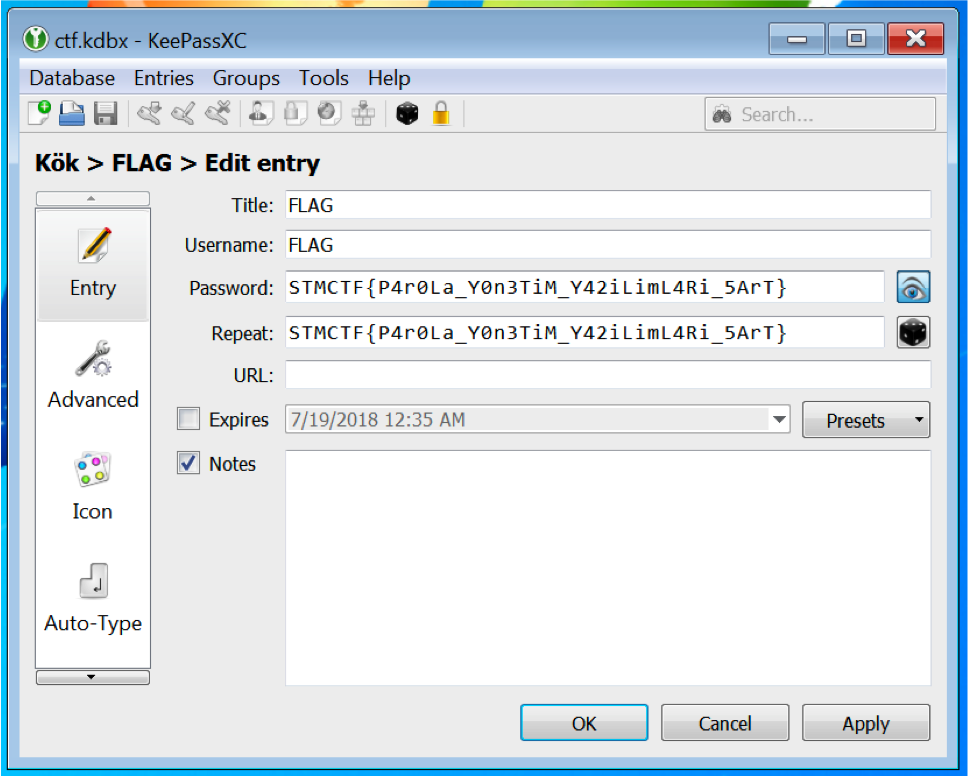 ctf.kdbx - KeePassXC
Database Entries Groups Tools Help
Search...
Kök > FLAG > Edit entry
Entry
Advanced
Icon
Auto-Type
Title: FLAG
Username: FLAG
Password: STMCTF{P4r0La_Y0n3TiM_Y42iLimL4Ri_5ArT}
Repeat: STMCTF{P4r0La_Y0n3TiM_Y42iLimL4Ri_5ArT}
URL:
Expires 7/19/2018 12:35 AM Presets
Notes
OK Cancel Apply